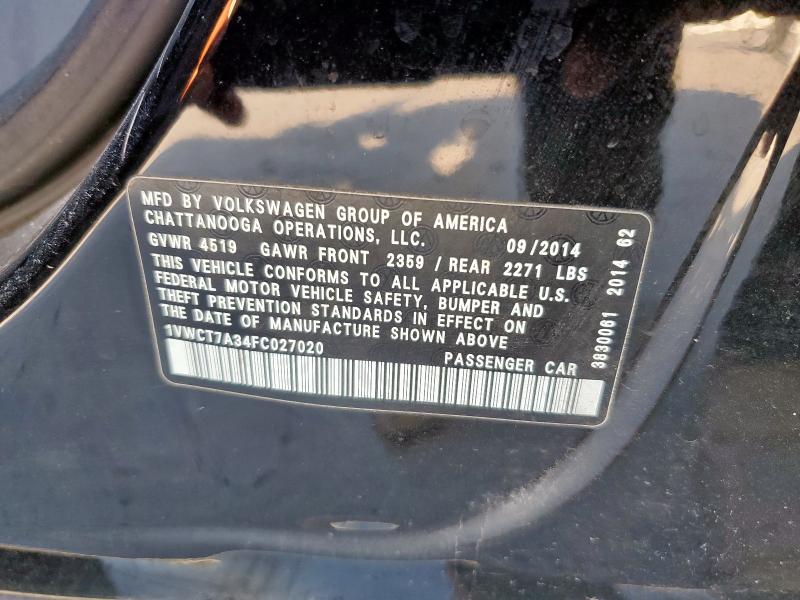 MFD BY VOLKSWAGEN GROUP OF AMERICA
CHATTANOOGA OPERATIONS, LLC. 09/2014
GVWR 4519 GAWR FRONT 2359 / REAR 2271 LBS
THIS VEHICLE CONFORMS TO ALL APPLICABLE U.S.
FEDERAL MOTOR VEHICLE SAFETY, BUMPER AND
THEFT PREVENTION STANDARDS IN EFFECT ON
THE DATE OF MANUFACTURE SHOWN ABOVE
1VWCT7A34FC027020 PASSENGER CAR
3830081 2014 62